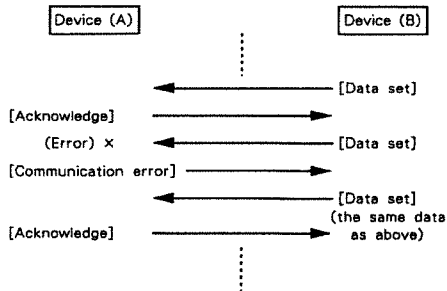 Device (A) Device (B)
[Data set]
[Acknowledge]
(Error) × [Data set]
[Communication error]
[Data set]
(the same data
[Acknowledge] as above)